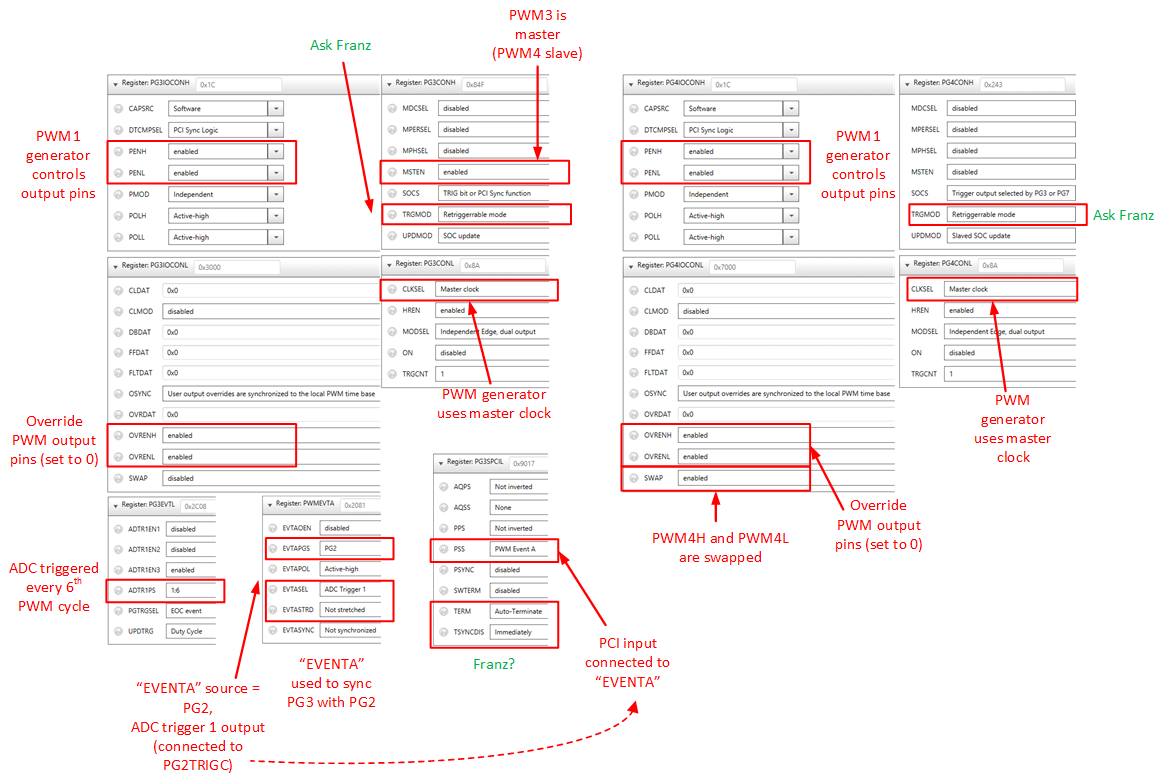 PWM3 is
master
(PWM4 slave)
Ask Franz
Register: PG3IOCONH 0x1C
CAPSRC Software
DTCMPSEL PCI Sync Logic
PENH enabled
PENL enabled
PMOD Independent
POLH Active-high
POLL Active-high
PWM1
generator
controls
output pins
Register: PG3CONH 0x84F
MDCSEL disabled
MPERSEL disabled
MPHSEL disabled
MSTEN enabled
SOCS TRIG bit or PCI Sync function
TRGMOD Retriggerrable mode
UPDMOD SOC update
Register: PG4IOCONH 0x1C
CAPSRC Software
DTCMPSEL PCI Sync Logic
PENH enabled
PENL enabled
PMOD Independent
POLH Active-high
POLL Active-high
PWM1
generator
controls
output pins
Register: PG4CONH 0x243
MDCSEL disabled
MPERSEL disabled
MPHSEL disabled
MSTEN disabled
SOCS Trigger output selected by PG3 or PG7
TRGMOD Retriggerrable mode
UPDMOD Slaved SOC update
Ask Franz
Register: PG3IOCONL 0x3000
CLDAT 0x0
CLMOD disabled
DBDAT 0x0
FFDAT 0x0
FLTDAT 0x0
OSYNC User output overrides are synchronized to the local PWM time base
OVRDAT 0x0
OVRENH enabled
OVRENL enabled
SWAP disabled
Override
PWM output
pins (set to 0)
Register: PG3CONL 0x8A
CLKSEL Master clock
HREN enabled
MODSEL Independent Edge, dual output
ON disabled
TRGCNT 1
PWM generator
uses master clock
Register: PG4IOCONL 0x7000
CLDAT 0x0
CLMOD disabled
DBDAT 0x0
FFDAT 0x0
FLTDAT 0x0
OSYNC User output overrides are synchronized to the local PWM time base
OVRDAT 0x0
OVRENH enabled
OVRENL enabled
SWAP enabled
Register: PG4CONL 0x8A
CLKSEL Master clock
HREN enabled
MODSEL Independent Edge, dual output
ON disabled
TRGCNT 1
PWM
generator
uses master
clock
Override
PWM output
pins (set to 0)
PWM4H and PWM4L
are swapped
Register: PG3EVTL 0x2C08
ADTR1EN1 disabled
ADTR1EN2 disabled
ADTR1EN3 enabled
ADTR1PS 1:6
PGTRGSEL EOC event
UPDTRG Duty Cycle
ADC triggered
every 6th
PWM cycle
Register: PWMEVTA 0x2081
EVTAOEN disabled
EVTAPGS PG2
EVTAPOL Active-high
EVTASEL ADC Trigger 1
EVTASTRD Not stretched
EVTASYNC Not synchronized
Register: PG3SPCIL 0x9017
AQPS Not inverted
AQSS None
PPS Not inverted
PSS PWM Event A
PSYNC disabled
SWTERM disabled
TERM Auto-Terminate
TSYNCDIS Immediately
Franz?
PCI input
connected to
“EVENTA”
“EVENTA”
used to sync
PG3 with PG2
“EVENTA” source =
PG2,
ADC trigger 1 output
(connected to
PG2TRIGC)